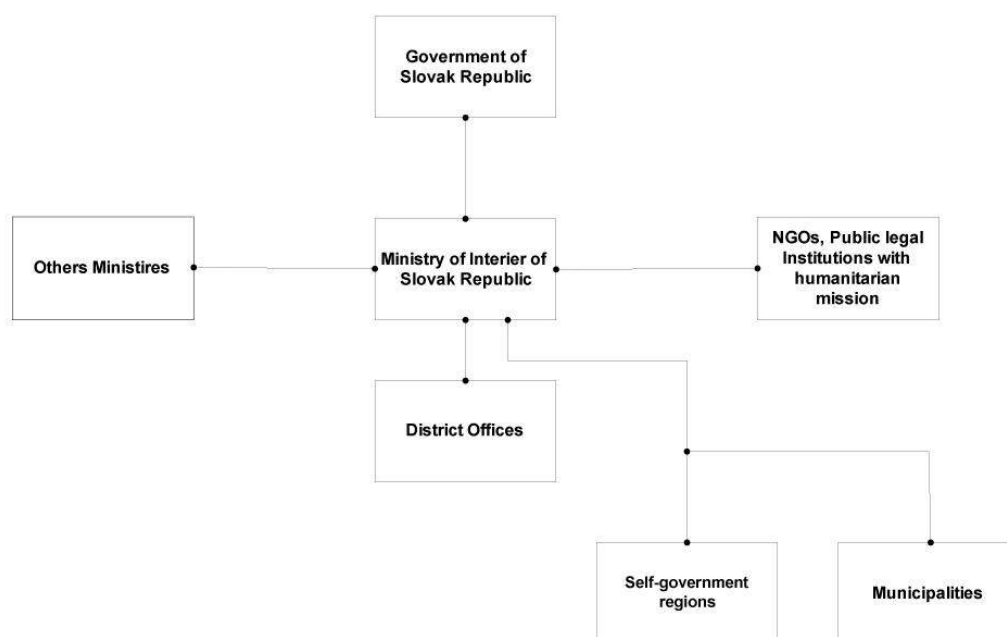 Government of
Slovak Republic
Others Ministires
Ministry of Interier of
Slovak Republic
NGOs, Public legal
Institutions with
humanitarian
mission
District Offices
Self-government
regions
Municipalities